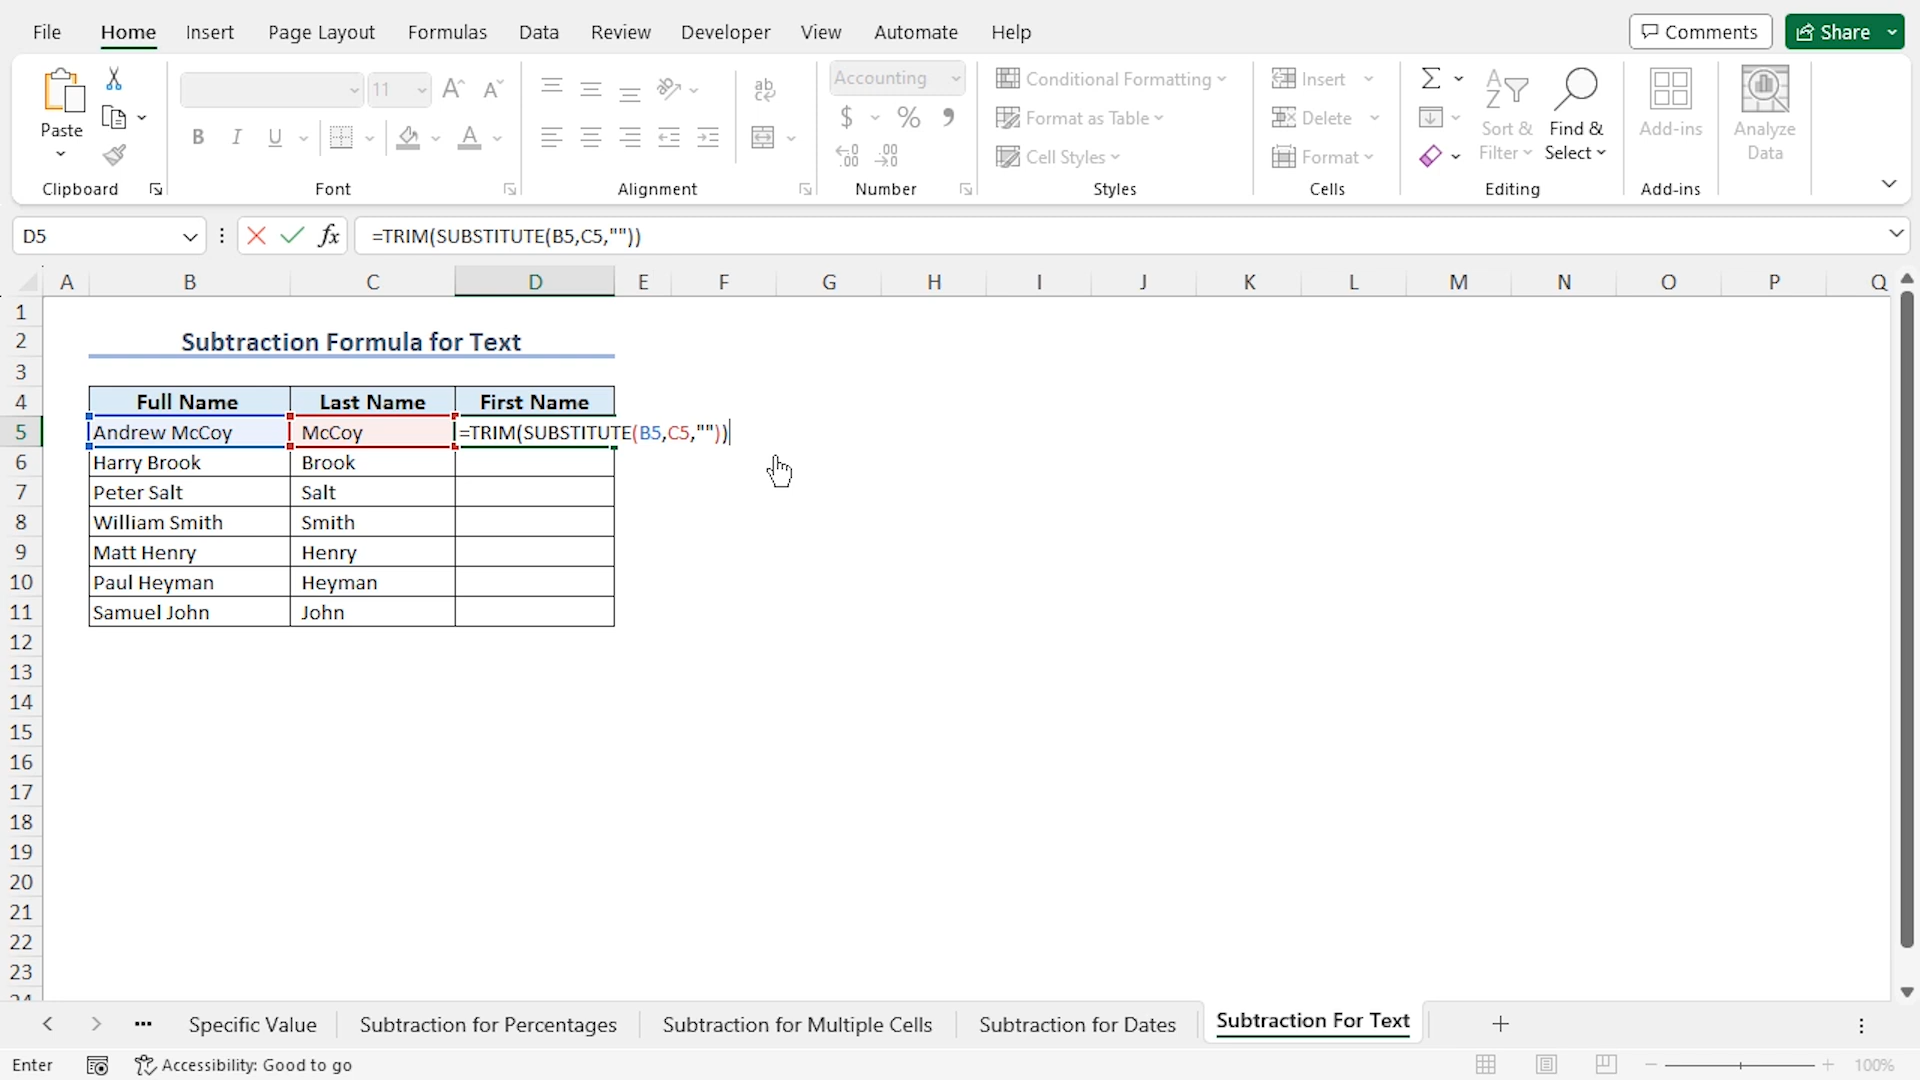 File Home Insert Page Layout Formulas Data Review Developer View Automate Help Comments Share
Paste
11
B I U
Accounting
$ % ,
Conditional Formatting
Format as Table
Cell Styles
Insert
Delete
Format
Sort & Filter
Find & Select
Add-ins
Analyze Data
Clipboard Font Alignment Number Styles Cells Editing Add-ins
D5 fx =TRIM(SUBSTITUTE(B5,C5,""))
A B C D E F G H I J K L M N O P Q
1
2 Subtraction Formula for Text
3
4 Full Name Last Name First Name
5 Andrew McCoy McCoy =TRIM(SUBSTITUTE(B5,C5,""))
6 Harry Brook Brook
7 Peter Salt Salt
8 William Smith Smith
9 Matt Henry Henry
10 Paul Heyman Heyman
11 Samuel John John
12
13
14
15
16
17
18
19
20
21
22
23
24
... Specific Value Subtraction for Percentages Subtraction for Multiple Cells Subtraction for Dates Subtraction For Text +
Enter Accessibility: Good to go 100%